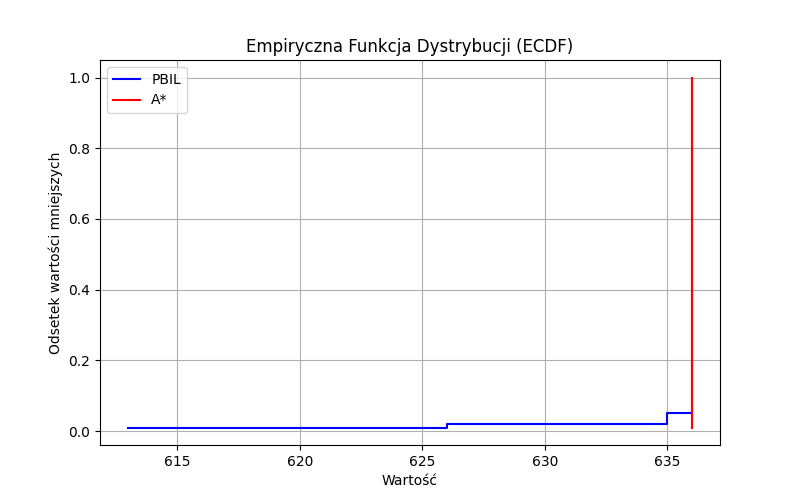 Empiryczna Funkcja Dystrybucji (ECDF)
PBIL
A*
1.0
0.8
0.6
0.4
0.2
0.0
Odsetek wartości mniejszych
615 620 625 630 635
Wartość